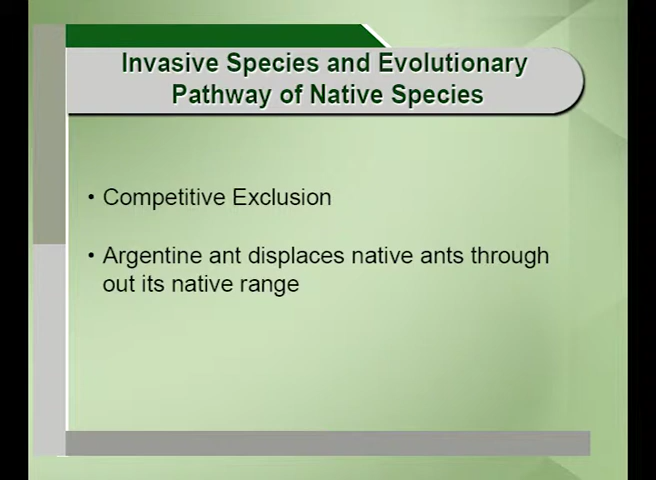 Invasive Species and Evolutionary
Pathway of Native Species
• Competitive Exclusion
• Argentine ant displaces native ants through
out its native range